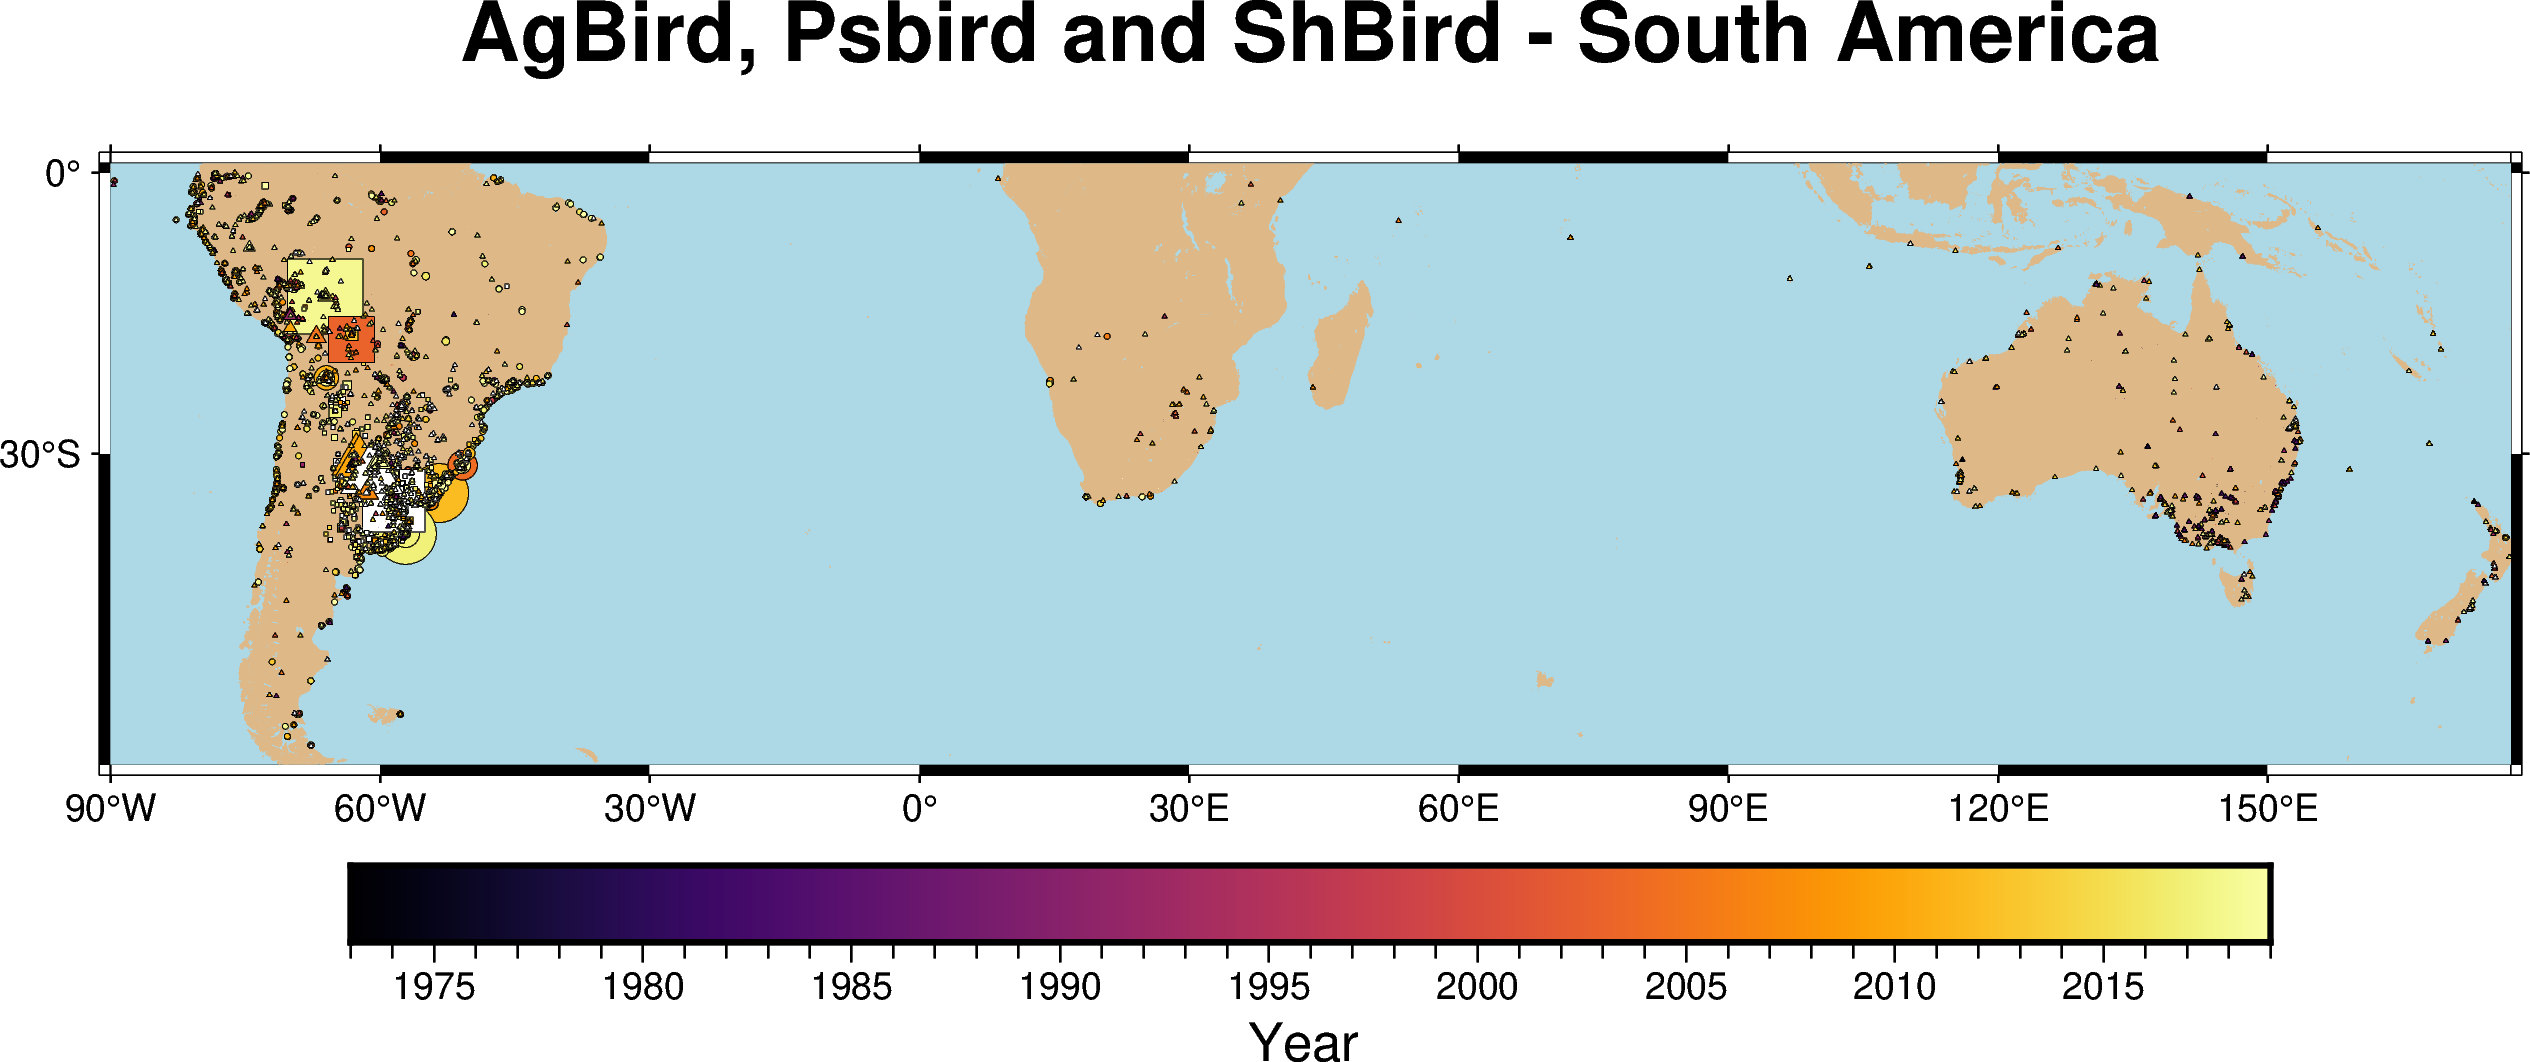 AgBird, Psbird and ShBird - South America
0°
30°S
90°W 60°W 30°W 0° 30°E 60°E 90°E 120°E 150°E
1975 1980 1985 1990 1995 2000 2005 2010 2015
Year